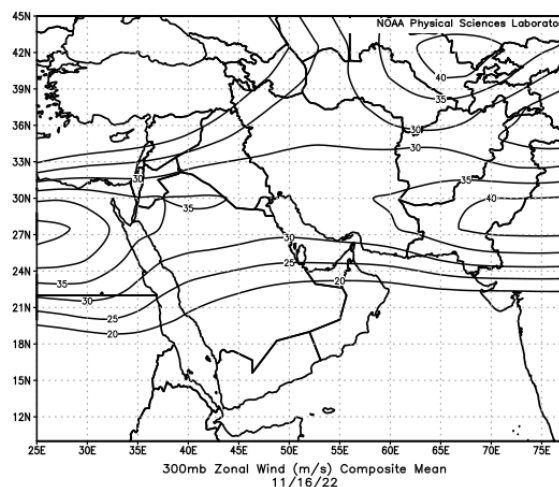 NOAA Physical Sciences Laborato
45N
42N
40
39N
35
36N
30
30
33N
30
35
30N
35
40
27N
30
25
24N
35
20
21N
30
25
20
18N
15N
12N
25E 30E 35E 40E 45E 50E 55E 60E 65E 70E 75E
300mb Zonal Wind (m/s) Composite Mean
11/16/22